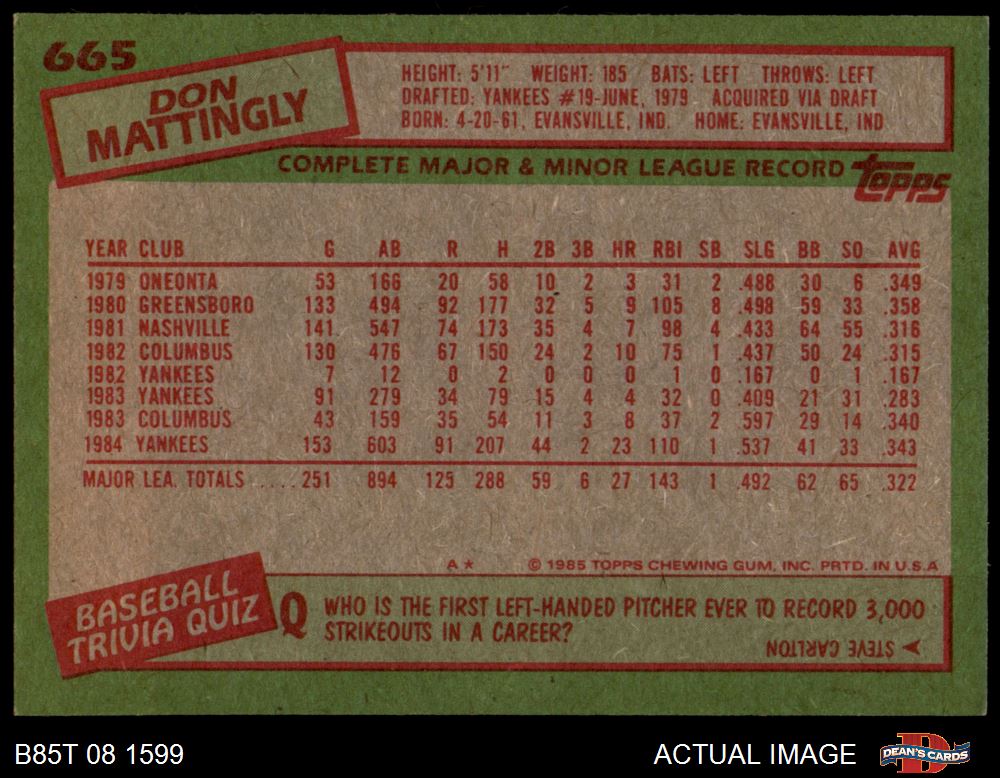 665
DON
MATTINGLY
HEIGHT: 5'11" WEIGHT: 185 BATS: LEFT THROWS: LEFT
DRAFTED: YANKEES #19-JUNE, 1979 ACQUIRED VIA DRAFT
BORN: 4-20-61, EVANSVILLE, IND. HOME: EVANSVILLE, IND
COMPLETE MAJOR & MINOR LEAGUE RECORD topps
YEAR CLUB G AB R H 2B 3B HR RBI SB SLG BB SO AVG
1979 ONEONTA 53 166 20 58 10 2 3 31 2 .488 30 6 .349
1980 GREENSBORO 133 494 92 177 32 5 9 105 8 .498 59 33 .358
1981 NASHVILLE 141 547 74 173 35 4 7 98 4 .433 64 55 .316
1982 COLUMBUS 130 476 67 150 24 2 10 75 1 .437 50 24 .315
1982 YANKEES 7 12 0 2 0 0 0 1 0 .167 0 1 .167
1983 YANKEES 91 279 34 79 15 4 4 32 0 .409 21 31 .283
1983 COLUMBUS 43 159 35 54 11 3 8 37 2 .597 29 14 .340
1984 YANKEES 153 603 91 207 44 2 23 110 1 .537 41 33 .343
MAJOR LEA. TOTALS ....251 894 125 288 59 6 27 143 1 .492 62 65 .322
A★ © 1985 TOPPS CHEWING GUM, INC. PRTD. IN U.S.A
BASEBALL
TRIVIA QUIZ
Q WHO IS THE FIRST LEFT-HANDED PITCHER EVER TO RECORD 3,000
STRIKEOUTS IN A CAREER?
STEVE CARLTON
B85T 08 1599 ACTUAL IMAGE DEAN'S CARDS